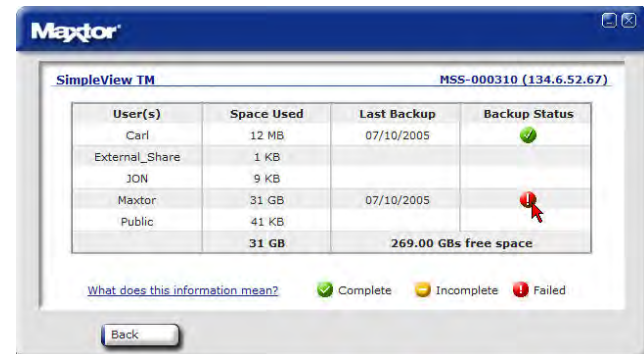 Maxtor
SimpleView TM MSS-000310 (134.6.52.67)
User(s) Space Used Last Backup Backup Status
Carl 12 MB 07/10/2005
External_Share 1 KB
JON 9 KB
Maxtor 31 GB 07/10/2005
Public 41 KB
31 GB 269.00 GBs free space
What does this information mean? Complete Incomplete Failed
Back